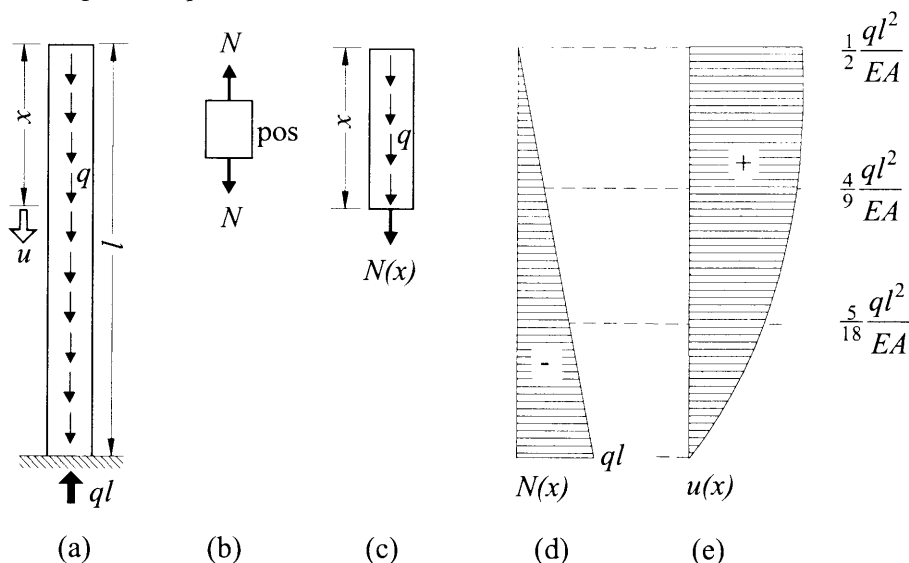 N
N
pos
x
q
u
l
ql
x
q
N(x)
-
ql
N(x)
+
u(x)
1/2 ql²/EA
4/9 ql²/EA
5/18 ql²/EA
(a) (b) (c) (d) (e)